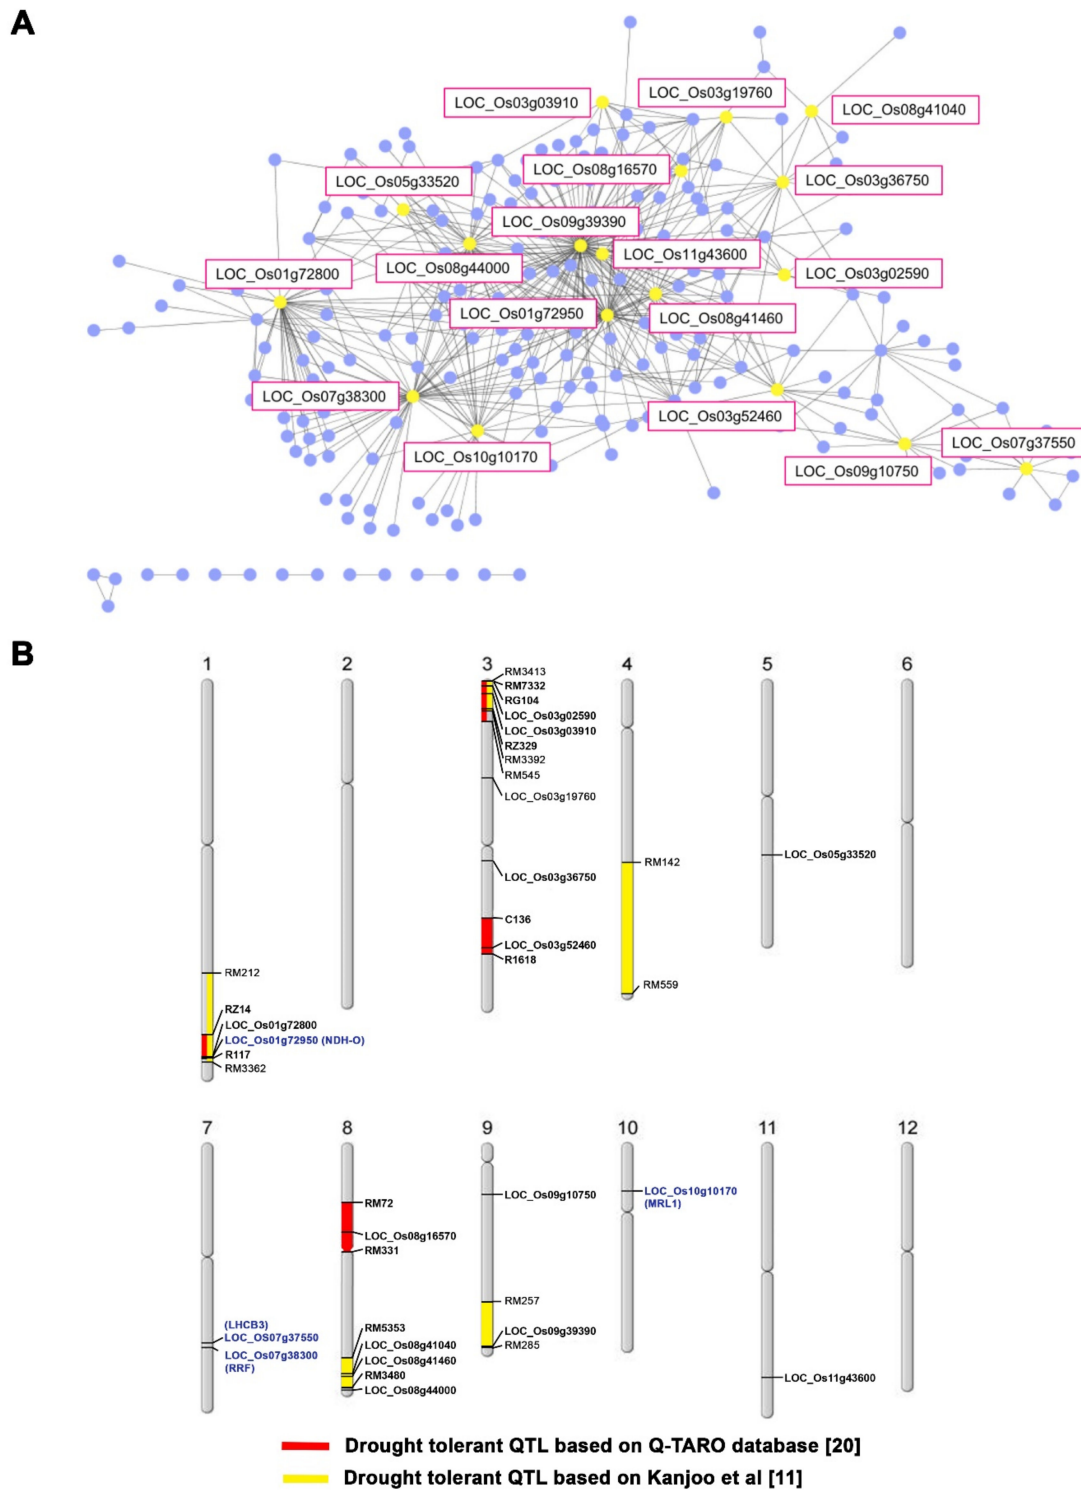 A
LOC_Os03g19760
LOC_Os03g03910
LOC_Os08g41040
LOC_Os08g16570
LOC_Os05g33520
LOC_Os03g36750
LOC_Os09g39390
LOC_Os11g43600
LOC_Os01g72800
LOC_Os08g44000
LOC_Os03g02590
LOC_Os01g72950
LOC_Os08g41460
LOC_Os07g38300
LOC_Os03g52460
LOC_Os07g37550
LOC_Os10g10170
LOC_Os09g10750
B
1
2
3
4
5
6
RM3413
RM7332
RG104
LOC_Os03g02590
LOC_Os03g03910
RZ329
RM3392
RM545
LOC_Os03g19760
LOC_Os03g36750
C136
LOC_Os03g52460
R1618
RM142
RM559
LOC_Os05g33520
RM212
RZ14
LOC_Os01g72800
LOC_Os01g72950 (NDH-O)
R117
RM3362
7
8
9
10
11
12
(LHCB3)
LOC_OS07g37550
LOC_Os07g38300
(RRF)
RM72
LOC_Os08g16570
RM331
RM5353
LOC_Os08g41040
LOC_Os08g41460
RM3480
LOC_Os08g44000
LOC_Os09g10750
RM257
LOC_Os09g39390
RM285
LOC_Os10g10170
(MRL1)
LOC_Os11g43600
Drought tolerant QTL based on Q-TARO database [20]
Drought tolerant QTL based on Kanjoo et al [11]